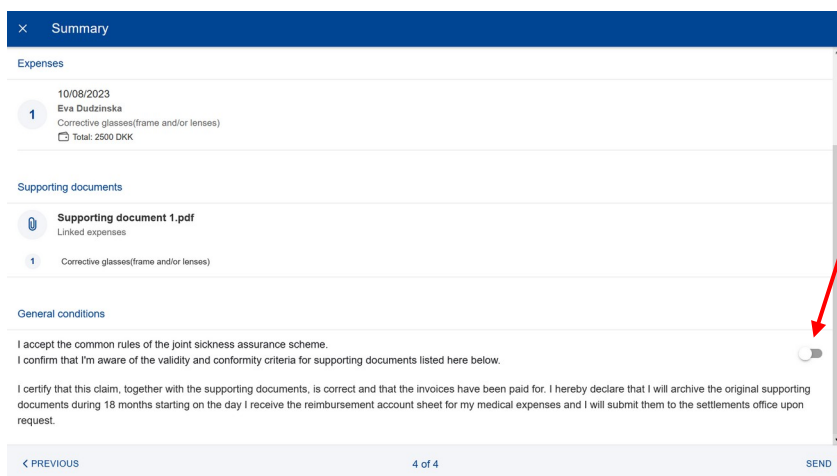 Summary
Expenses
10/08/2023
1
Eva Dudzinska
Corrective glasses(frame and/or lenses)
Total: 2500 DKK
Supporting documents
Supporting document 1.pdf
Linked expenses
1 Corrective glasses(frame and/or lenses)
General conditions
I accept the common rules of the joint sickness assurance scheme.
I confirm that I'm aware of the validity and conformity criteria for supporting documents listed here below.
I certify that this claim, together with the supporting documents, is correct and that the invoices have been paid for. I hereby declare that I will archive the original supporting
documents during 18 months starting on the day I receive the reimbursement account sheet for my medical expenses and I will submit them to the settlements office upon
request.
PREVIOUS 4 of 4 SEND